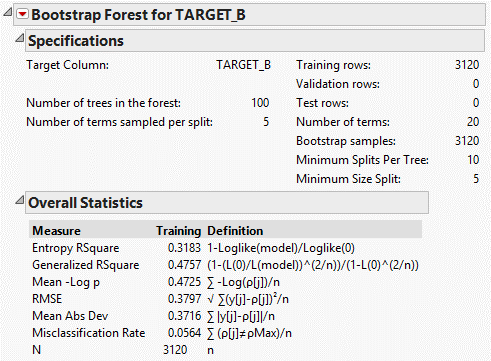 Bootstrap Forest for TARGET_B
Specifications
Target Column: TARGET_B Training rows: 3120
Validation rows: 0
Number of trees in the forest: 100 Test rows: 0
Number of terms sampled per split: 5 Number of terms: 20
Bootstrap samples: 3120
Minimum Splits Per Tree: 10
Minimum Size Split: 5
Overall Statistics
Measure Training Definition
Entropy RSquare 0.3183 1-Loglike(model)/Loglike(0)
Generalized RSquare 0.4757 (1-(L(0)/L(model))^(2/n))/(1-L(0)^(2/n))
Mean -Log p 0.4725 ∑ -Log(ρ[j])/n
RMSE 0.3797 √ ∑(y[j]-ρ[j])²/n
Mean Abs Dev 0.3716 ∑ |y[j]-ρ[j]|/n
Misclassification Rate 0.0564 ∑ (ρ[j]≠ρMax)/n
N 3120 n